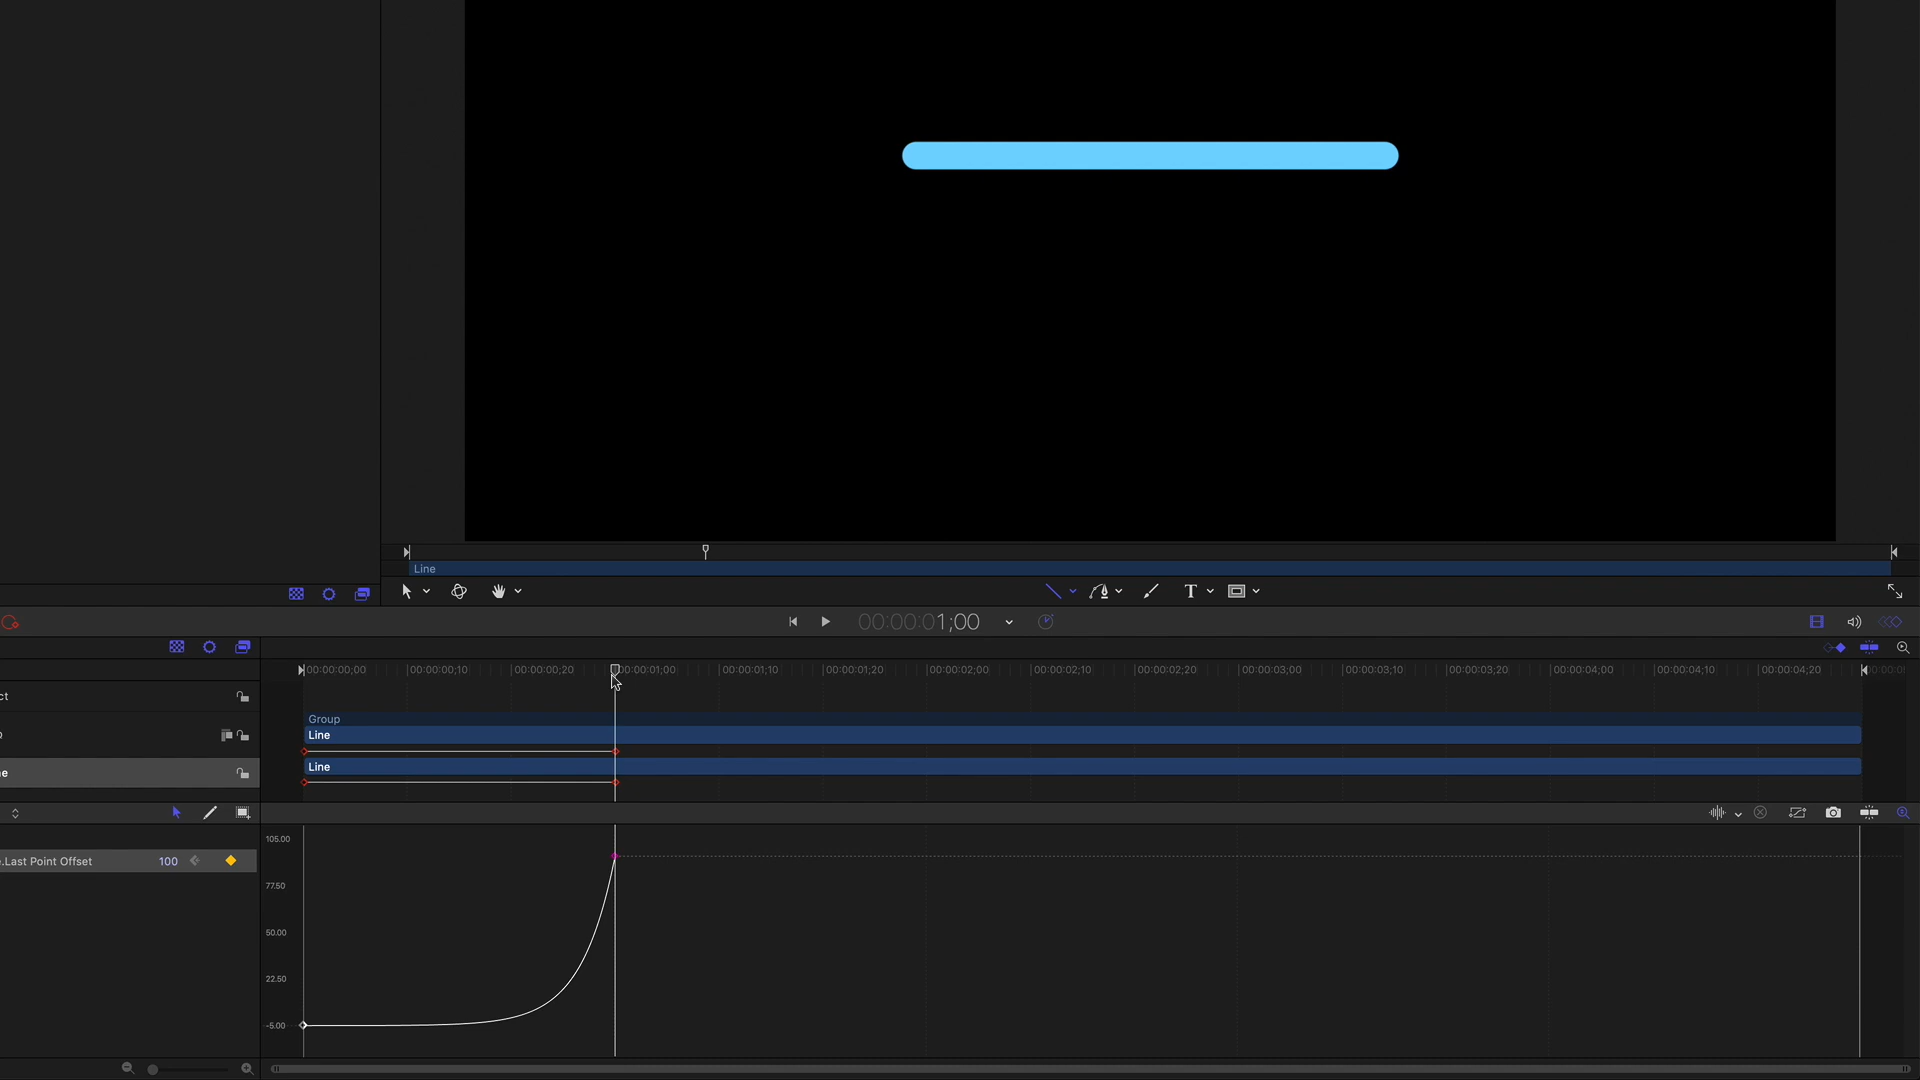 Line
T
00:00:01;00
00:00:00;00 00:00:00;10 00:00:00;20 00:00:01;00 00:00:01;10 00:00:01;20 00:00:02;00 00:00:02;10 00:00:02;20 00:00:03;00 00:00:03;10 00:00:03;20 00:00:04;00 00:00:04;10 00:00:04;20 00:00:0
ct
Group
Line
Line
e
105.00
.Last Point Offset 100
77.50
50.00
22.50
-5.00